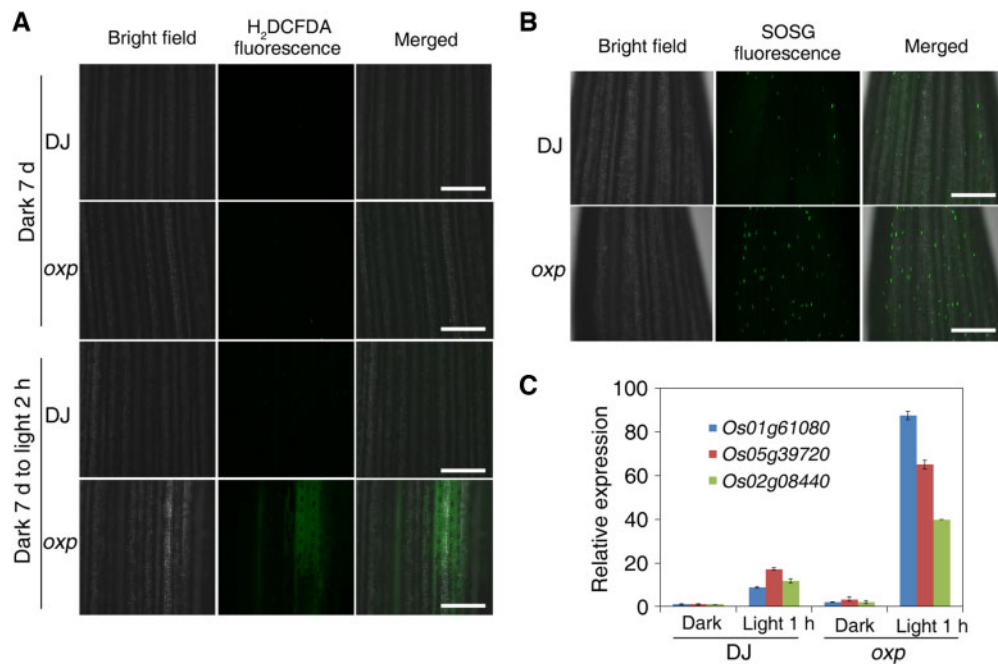 A
Bright field
H₂DCFDA
fluorescence
Merged
Dark 7 d
DJ
oxp
Dark 7 d to light 2 h
DJ
oxp
B
Bright field
SOSG
fluorescence
Merged
DJ
oxp
C
Relative expression
100
80
60
40
20
0
Os01g61080
Os05g39720
Os02g08440
Dark Light 1 h Dark Light 1 h
DJ oxp